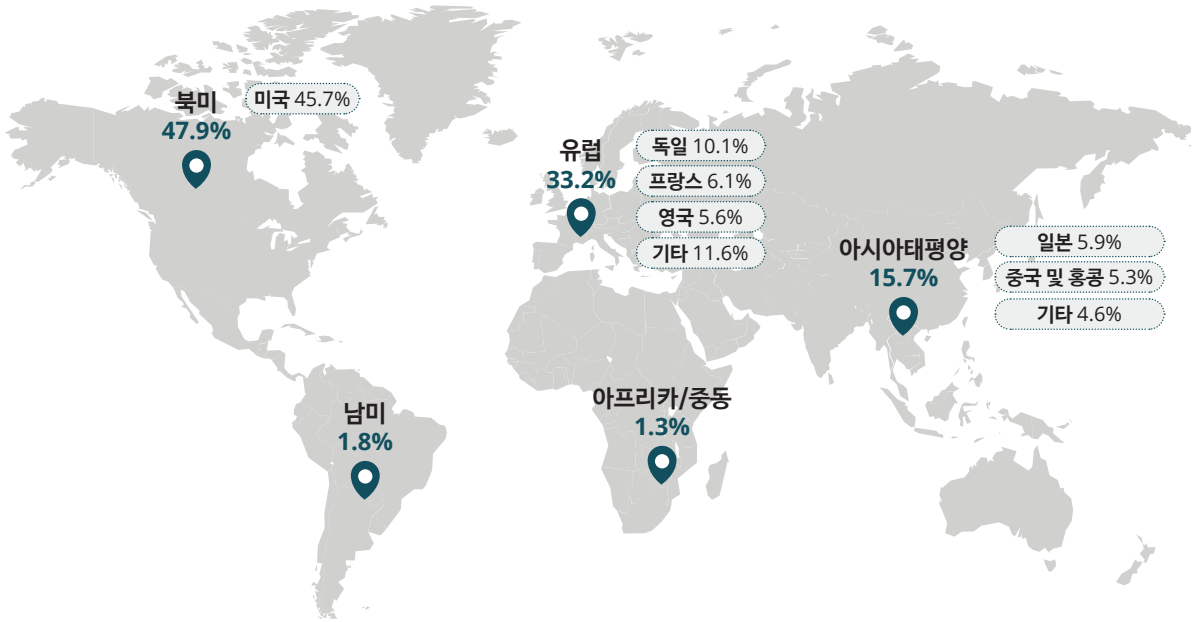 북미
47.9%
미국 45.7%
유럽
33.2%
독일 10.1%
프랑스 6.1%
영국 5.6%
기타 11.6%
아시아태평양
15.7%
일본 5.9%
중국 및 홍콩 5.3%
기타 4.6%
아프리카/중동
1.3%
남미
1.8%